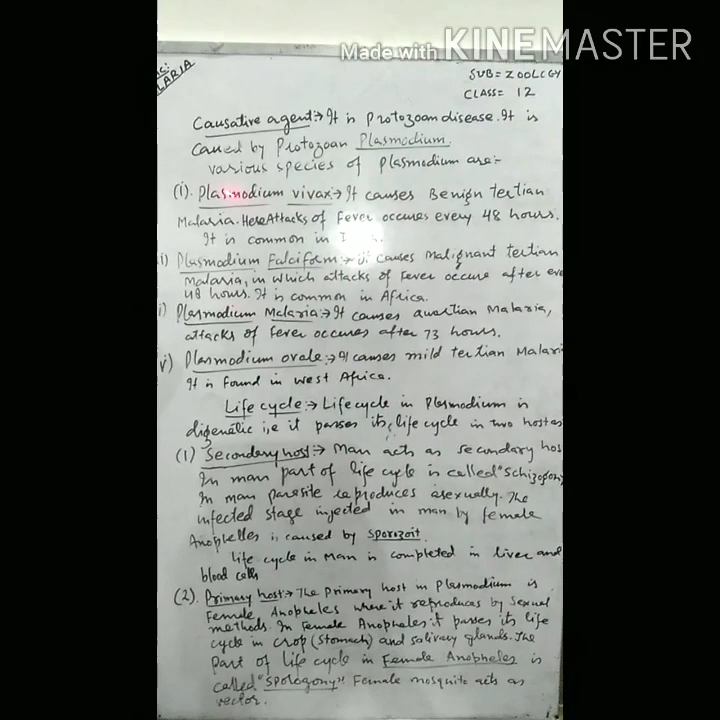 Made with KINEMASTER
SUB = ZOOLOGY
CLASS = 12
LARIA
Causative agent :→ It is Protozoan disease. It is
caused by Protozoan Plasmodium.
various species of Plasmodium are:-
(i). Plasmodium vivax :→ It causes Benign tertian
Malaria. Here Attacks of Fever occures every 48 hours.
It is common in
i) Plasmodium Falciform :→ It causes malignant tertian
Malaria, in which attacks of Fever occure after eve
48 hours. It is common in Africa.
i) Plasmodium Malaria :→ It causes quartian Malaria,
attacks of fever occures after 73 hours.
v) Plasmodium ovale :→ It causes mild tertian Malari
It is found in west Africa.
Life cycle :→ Life cycle in Plasmodium is
digenetic i,e it passes its life cycle in two hosts
(1) Secondary host :→ Man acts as secondary hos
In man part of life cycle is called "Schizogony
In man parasite reproduces asexually. The
infected stage injected in man by female
Anophelles is caused by sporozoit.
Life cycle in Man is completed in liver and
blood cells
(2). Primary host :→ The Primary host in Plasmodium is
Female Anopheles where it reproduces by sexual
methods. In Female Anopheles it passes its life
cycle in crop (stomach) and salivary glands. The
part of life cycle in Female Anopheles is
called "Sporogony". Female mosquito acts as
vector.